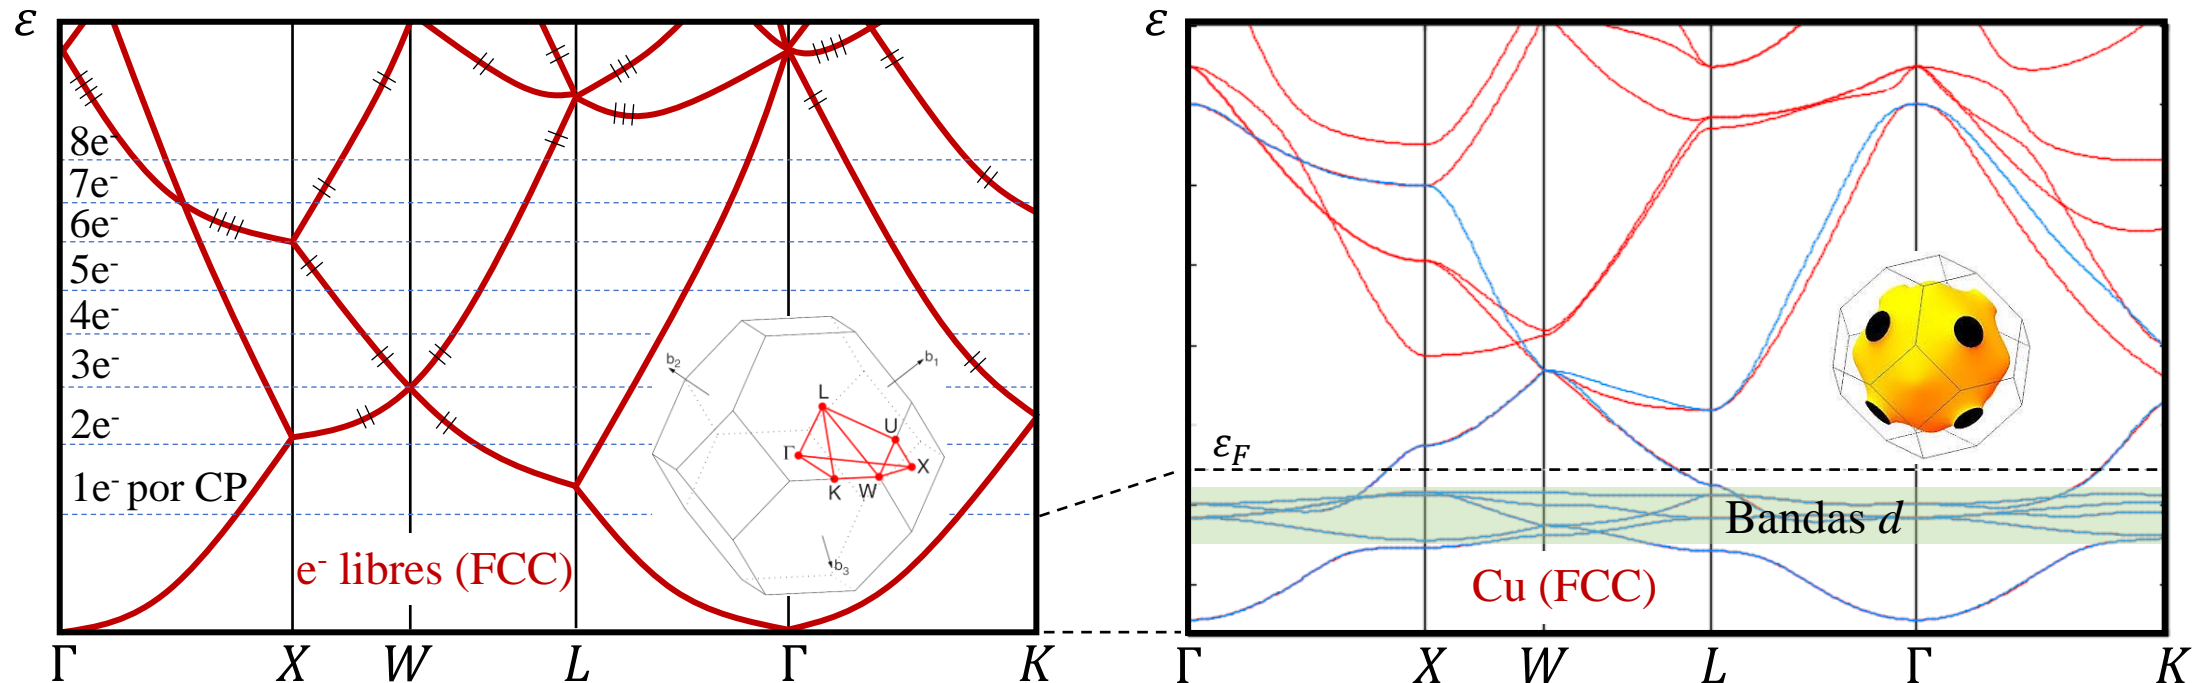 ε
8e⁻
7e⁻
6e⁻
5e⁻
4e⁻
3e⁻
2e⁻
1e⁻ por CP
e⁻ libres (FCC)
b₂
b₁
b₃
L
U
Γ
X
K
W
Γ
X
W
L
Γ
K
ε
ε_F
Bandas d
Cu (FCC)
Γ
X
W
L
Γ
K